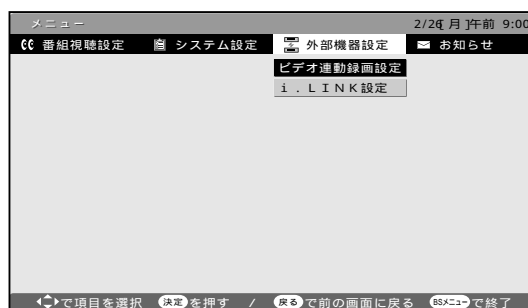 メニュー 2/26[月]午前 9:00
番組視聴設定 システム設定 外部機器設定 お知らせ
ビデオ連動録画設定
i．LINK設定
で項目を選択 決定を押す / 戻るで前の画面に戻る BSメニューで終了